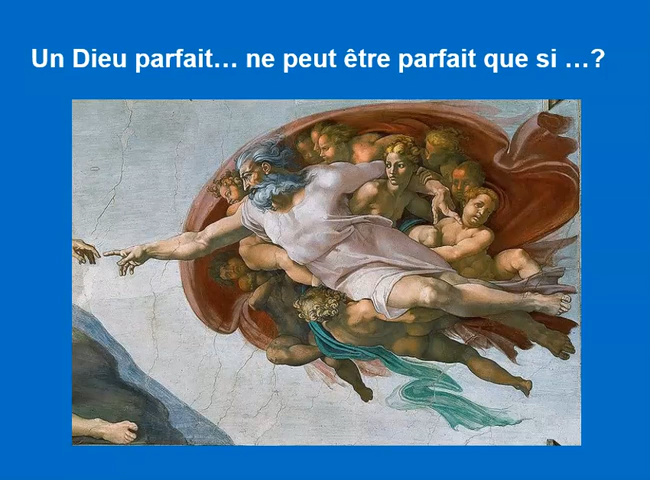 Un Dieu parfait… ne peut être parfait que si …?